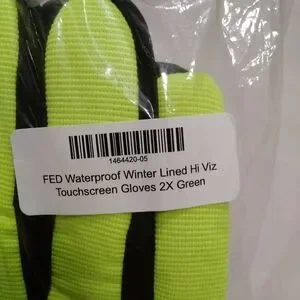 1464420-05
FED Waterproof Winter Lined Hi Viz
Touchscreen Gloves 2X Green